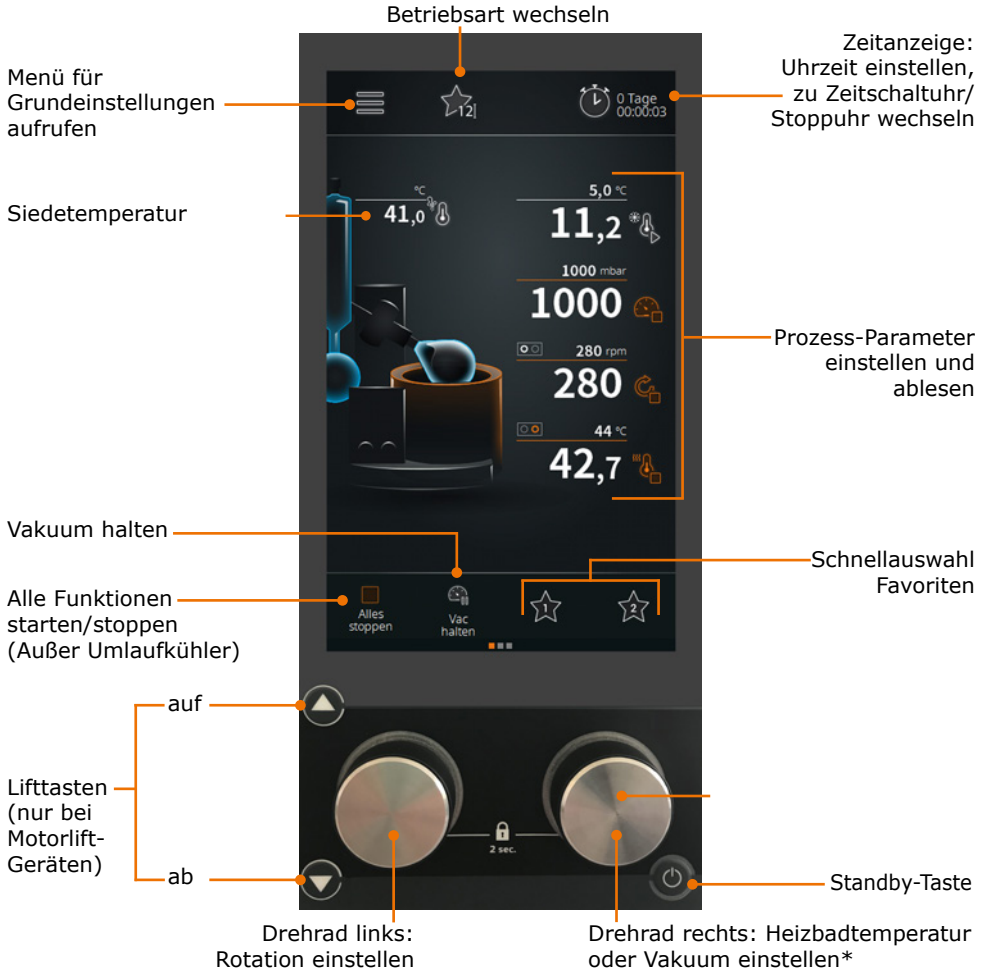 Betriebsart wechseln
Zeitanzeige:
Uhrzeit einstellen,
zu Zeitschaltuhr/
Stoppuhr wechseln
Menü für
Grundeinstellungen
aufrufen
12
0 Tage
00:00:03
Siedetemperatur
°C
41,0
5,0 °C
11,2
1000 mbar
1000
280 rpm
280
44 °C
42,7
Prozess-Parameter
einstellen und
ablesen
Vakuum halten
Schnellauswahl
Favoriten
Alle Funktionen
starten/stoppen
(Außer Umlaufkühler)
Alles
stoppen
Vac
halten
1
2
auf
Lifttasten
(nur bei
Motorlift-
Geräten)
ab
2 sec.
Standby-Taste
Drehrad links:
Rotation einstellen
Drehrad rechts: Heizbadtemperatur
oder Vakuum einstellen*